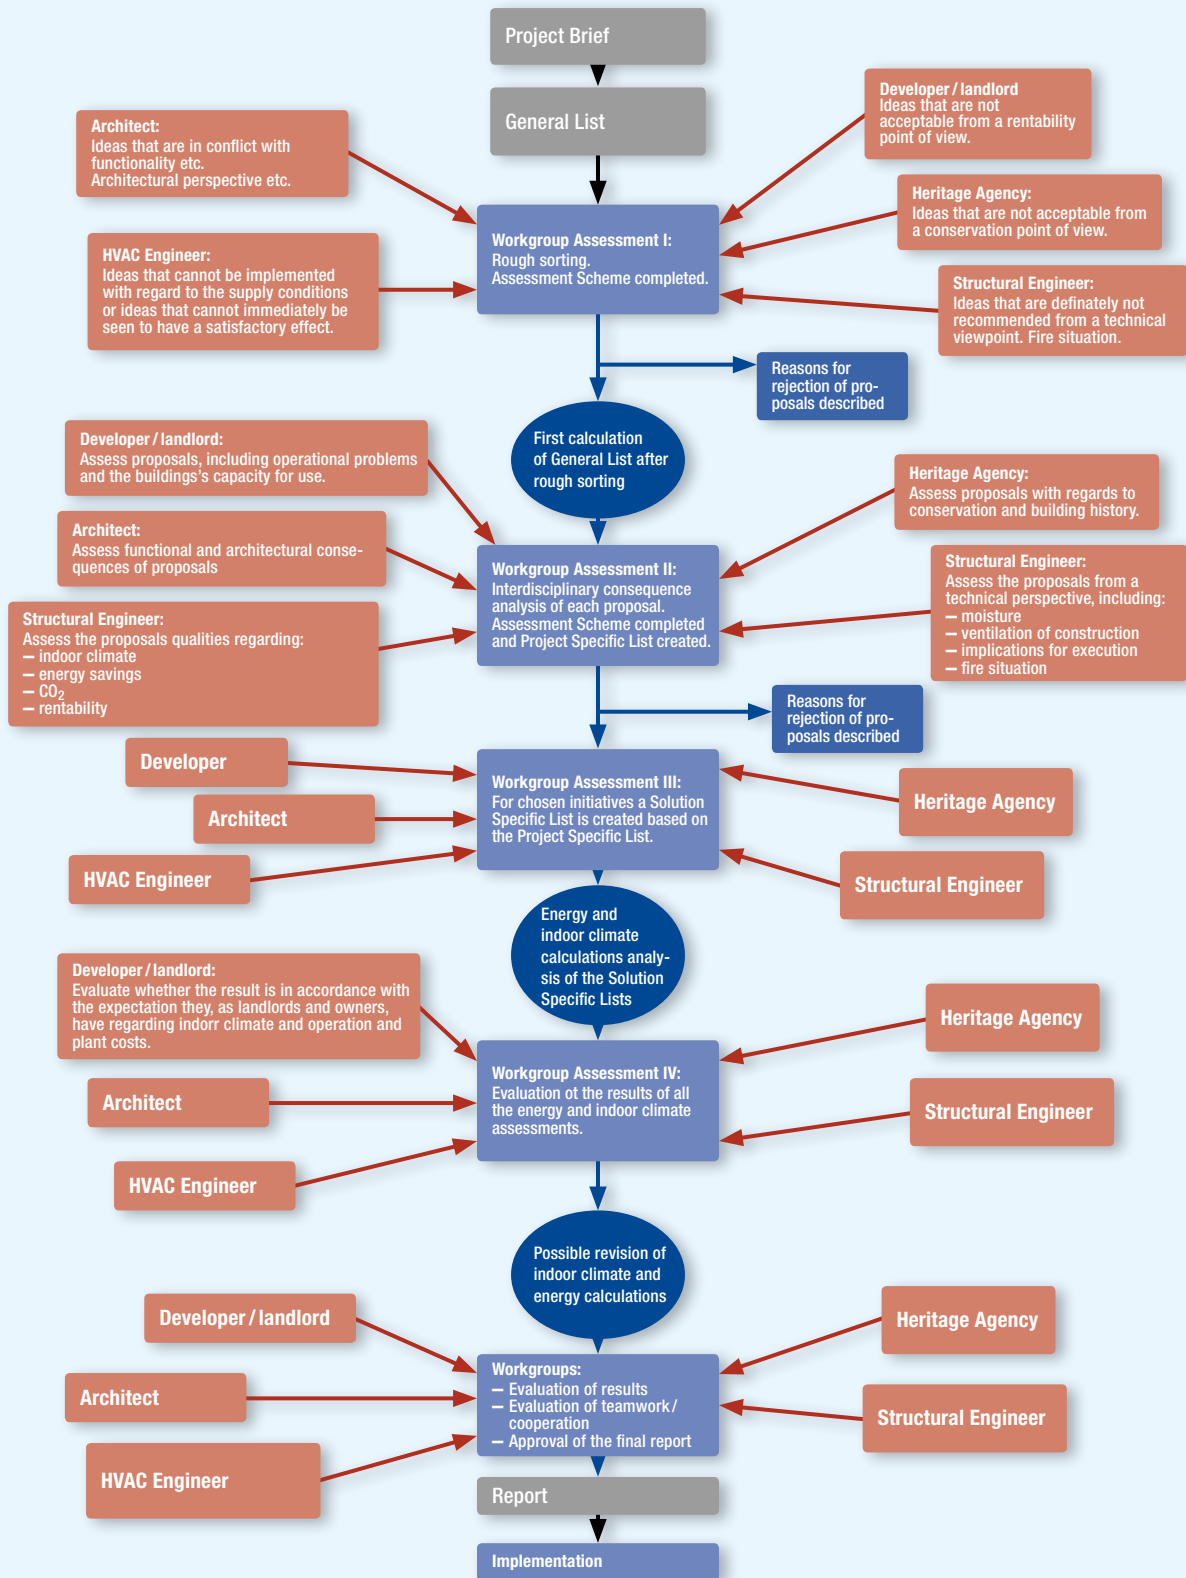 Project Brief
General List
Architect:
Ideas that are in conflict with
functionality etc.
Architectural perspective etc.
Developer / landlord
Ideas that are not
acceptable from a rentability
point of view.
HVAC Engineer:
Ideas that cannot be implemented
with regard to the supply conditions
or ideas that cannot immediately be
seen to have a satisfactory effect.
Workgroup Assessment I:
Rough sorting.
Assessment Scheme completed.
Heritage Agency:
Ideas that are not acceptable from
a conservation point of view.
Structural Engineer:
Ideas that are definately not
recommended from a technical
viewpoint. Fire situation.
Reasons for
rejection of pro-
posals described
First calculation
of General List after
rough sorting
Developer / landlord:
Assess proposals, including operational problems
and the buildings's capacity for use.
Architect:
Assess functional and architectural conse-
quences of proposals
Structural Engineer:
Assess the proposals qualities regarding:
– indoor climate
– energy savings
– CO₂
– rentability
Workgroup Assessment II:
Interdisciplinary consequence
analysis of each proposal.
Assessment Scheme completed
and Project Specific List created.
Heritage Agency:
Assess proposals with regards to
conservation and building history.
Structural Engineer:
Assess the proposals from a
technical perspective, including:
– moisture
– ventilation of construction
– implications for execution
– fire situation
Reasons for
rejection of pro-
posals described
Developer
Architect
HVAC Engineer
Workgroup Assessment III:
For chosen initiatives a Solution
Specific List is created based on
the Project Specific List.
Heritage Agency
Structural Engineer
Energy and
indoor climate
calculations analy-
sis of the Solution
Specific Lists
Developer / landlord:
Evaluate whether the result is in accordance with
the expectation they, as landlords and owners,
have regarding indorr climate and operation and
plant costs.
Architect
HVAC Engineer
Workgroup Assessment IV:
Evaluation ot the results of all
the energy and indoor climate
assessments.
Heritage Agency
Structural Engineer
Possible revision of
indoor climate and
energy calculations
Developer / landlord
Architect
HVAC Engineer
Workgroups:
– Evaluation of results
– Evaluation of teamwork /
cooperation
– Approval of the final report
Heritage Agency
Structural Engineer
Report
Implementation